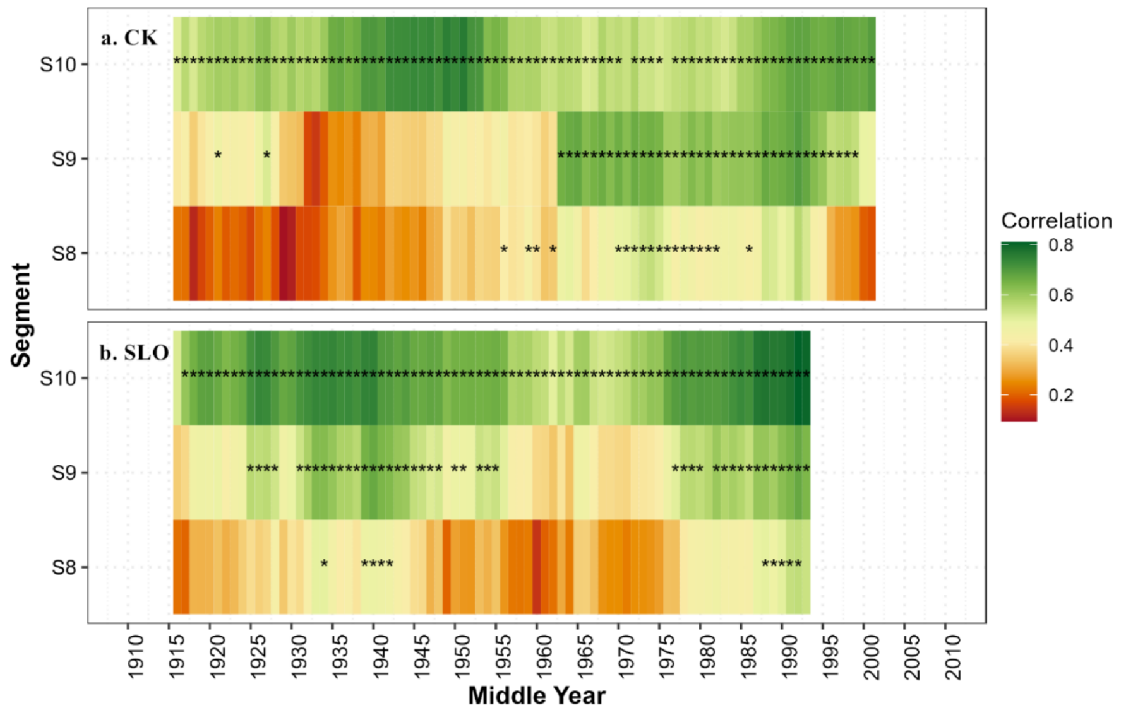 a. CK
S10
S9
S8
b. SLO
S10
S9
S8
Segment
1910 1915 1920 1925 1930 1935 1940 1945 1950 1955 1960 1965 1970 1975 1980 1985 1990 1995 2000 2005 2010
Middle Year
Correlation
0.8
0.6
0.4
0.2